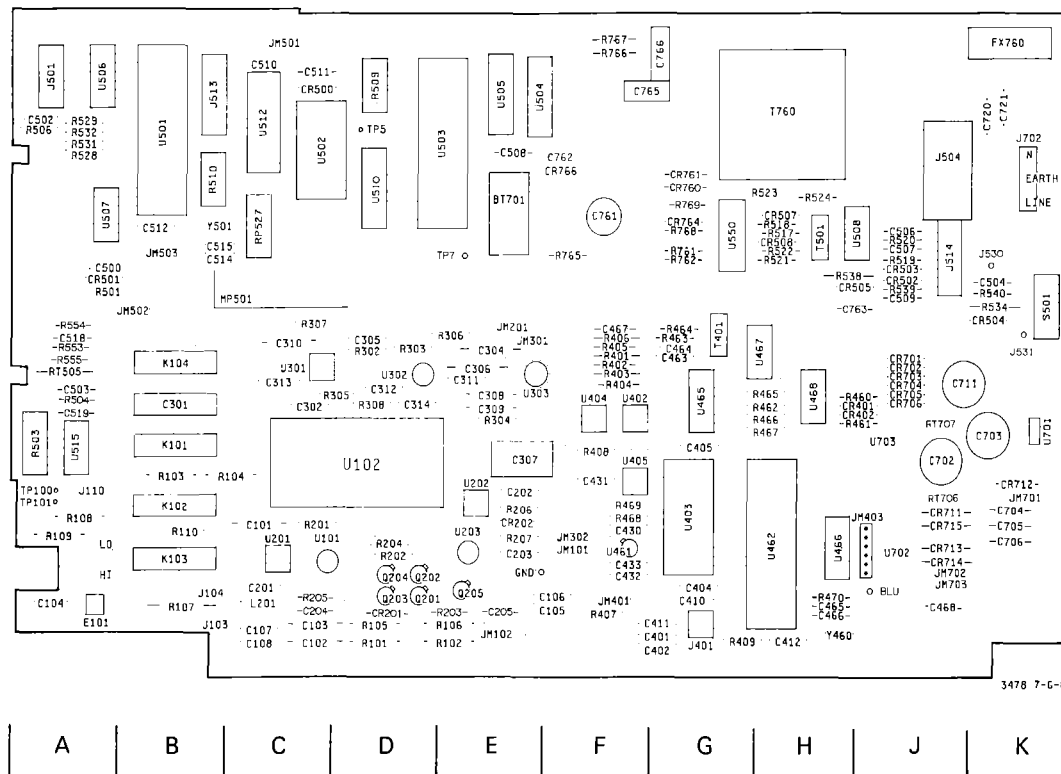 JM501
-R767-
-R766-
C766
C765
FX760
J501
U506
U501
J513
C510
U512
-C511-
CR500
U502
R509
TP5
U510
U503
U505
U504
T760
C720
C721
J702
N
EARTH
LINE
C502
R506
R529
R532
R531
R528
R510
-C508-
C762
CR766
BT701
C761
J504
CR761
CR760
-R769-
CR764
-R768-
U550
R523
-R524-
CR507
-R516-
-R517-
CR508
-R522-
-R521-
T501
U508
-C506-
-R520-
-C507-
-R519-
CR503
CR502
-R539-
-C509-
J514
U507
C512
Y501
RP527
C515
C514
JM503
TP7
-R765-
-R761-
-R762-
J530
-C504-
-R540-
-R534-
CR504
S501
J531
C500
CR501
R501
-R538-
CR505
-C763-
MP501
JM502
R307
JM201
JM301
-R554-
-C518-
-R553-
-R555-
-RT505-
-C503-
-R504-
-C519-
K104
C310
C305
R302
R303
R306
C304
-C467-
-R406-
-R405-
-R401-
-R402-
-R403-
-R404-
-R464-
-R463-
C464
C463
T401
U467
U301
C313
U302
C306
C311
U303
U465
U468
CR701
CR702
CR703
CR704
CR705
CR706
C711
C301
C302
R305
C312
R308
C314
C308
C309
R304
U404
U402
R465
R462
R466
R467
-R460-
CR401
CR402
-R461-
RT707
C703
U701
R503
U515
K101
U102
C307
R408
C405
U703
C702
-R103-
-R104-
U405
C431
TP100
TP101
J110
U202
C202
R206
CR202
R207
C203
U403
U462
RT706
CR712
JM701
K102
R108
R109
R110
C101
R201
U201
U101
R204
R202
U203
R469
R468
C430
JM302
JM101
U461
C433
C432
GND
U466
JM403
U702
CR711
CR715
CR713
CR714
JM702
JM703
C704
C705
C706
LO
HI
K103
Q204
Q202
Q205
Q203
Q201
BLU
C104
E101
-R107-
J104
J103
C201
L201
-R205-
-C204-
-CR201-
-R203-
-C205-
C106
C105
JM401
R407
C404
C410
-R470-
-C465-
-C466-
-C468-
C107
C108
C103
C102
R105
R101
R106
R102
JM102
C411
C401
C402
J401
R409
C412
Y460
3478 7-G-
A B C D E F G H J K